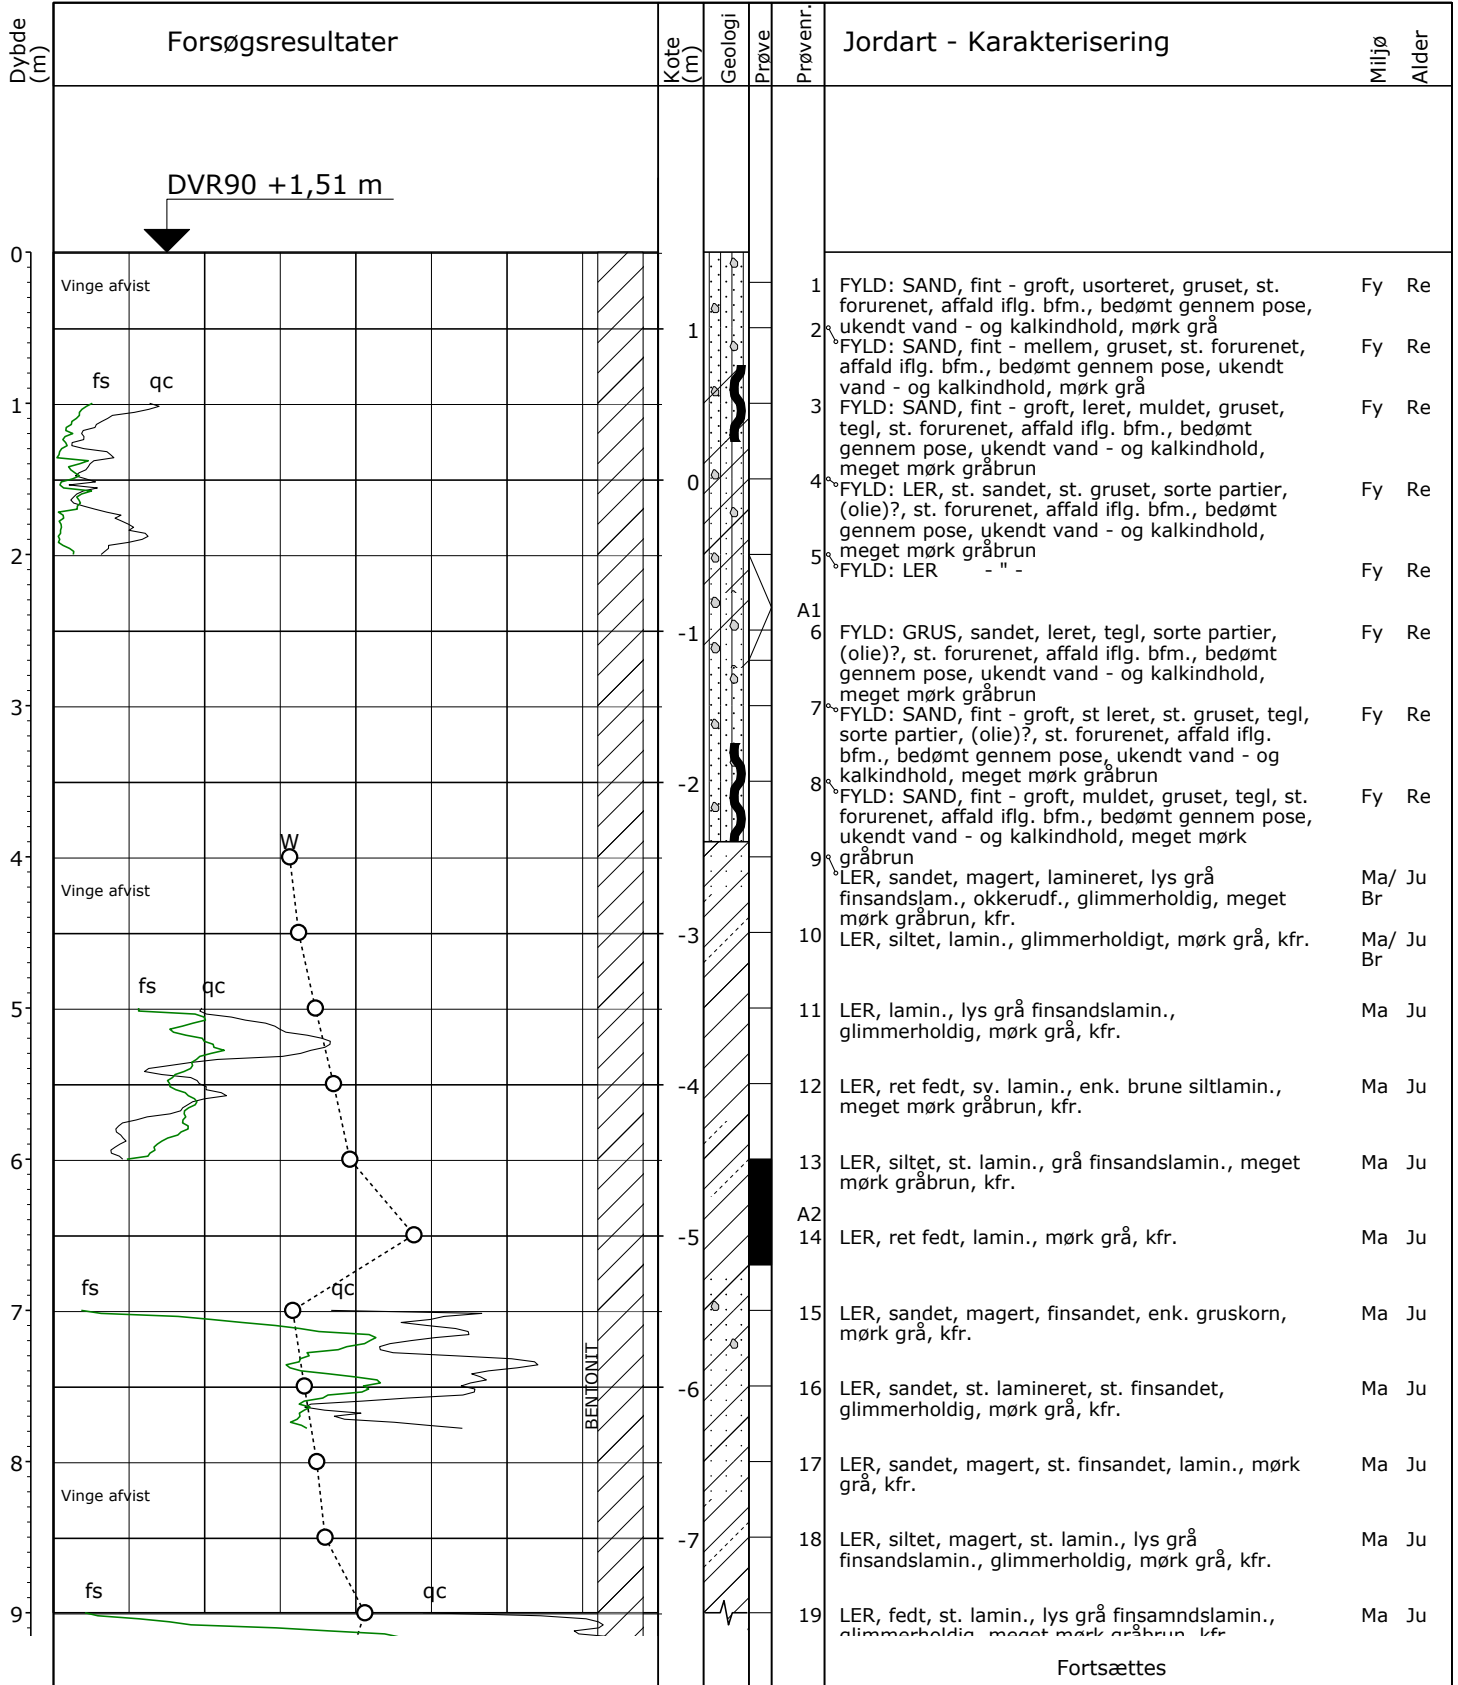 Dybde
(m)
Forsøgsresultater
Kote
(m)
Geologi
Prøve
Prøvenr.
Jordart - Karakterisering
Miljø
Alder
DVR90 +1,51 m
0
1
2
3
4
5
6
7
8
9
Vinge afvist
fs qc
W
Vinge afvist
fs qc
fs qc
BENTONIT
Vinge afvist
fs qc
1
0
-1
-2
-3
-4
-5
-6
-7
1 FYLD: SAND, fint - groft, usorteret, gruset, st. Fy Re
forurenet, affald iflg. bfm., bedømt gennem pose,
2 ukendt vand - og kalkindhold, mørk grå
FYLD: SAND, fint - mellem, gruset, st. forurenet, Fy Re
affald iflg. bfm., bedømt gennem pose, ukendt
vand - og kalkindhold, mørk grå
3 FYLD: SAND, fint - groft, leret, muldet, gruset, Fy Re
tegl, st. forurenet, affald iflg. bfm., bedømt
gennem pose, ukendt vand - og kalkindhold,
meget mørk gråbrun
4 FYLD: LER, st. sandet, st. gruset, sorte partier, Fy Re
(olie)?, st. forurenet, affald iflg. bfm., bedømt
gennem pose, ukendt vand - og kalkindhold,
meget mørk gråbrun
5 FYLD: LER - " - Fy Re
A1
6 FYLD: GRUS, sandet, leret, tegl, sorte partier, Fy Re
(olie)?, st. forurenet, affald iflg. bfm., bedømt
gennem pose, ukendt vand - og kalkindhold,
meget mørk gråbrun
7 FYLD: SAND, fint - groft, st leret, st. gruset, tegl, Fy Re
sorte partier, (olie)?, st. forurenet, affald iflg.
bfm., bedømt gennem pose, ukendt vand - og
kalkindhold, meget mørk gråbrun
8 FYLD: SAND, fint - groft, muldet, gruset, tegl, st. Fy Re
forurenet, affald iflg. bfm., bedømt gennem pose,
ukendt vand - og kalkindhold, meget mørk
gråbrun
9 LER, sandet, magert, lamineret, lys grå Ma/ Ju
finsandslam., okkerudf., glimmerholdig, meget Br
mørk gråbrun, kfr.
10 LER, siltet, lamin., glimmerholdigt, mørk grå, kfr. Ma/ Ju
Br
11 LER, lamin., lys grå finsandslamin., Ma Ju
glimmerholdig, mørk grå, kfr.
12 LER, ret fedt, sv. lamin., enk. brune siltlamin., Ma Ju
meget mørk gråbrun, kfr.
13 LER, siltet, st. lamin., grå finsandslamin., meget Ma Ju
mørk gråbrun, kfr.
A2
14 LER, ret fedt, lamin., mørk grå, kfr. Ma Ju
15 LER, sandet, magert, finsandet, enk. gruskorn, Ma Ju
mørk grå, kfr.
16 LER, sandet, st. lamineret, st. finsandet, Ma Ju
glimmerholdig, mørk grå, kfr.
17 LER, sandet, magert, st. finsandet, lamin., mørk Ma Ju
grå, kfr.
18 LER, siltet, magert, st. lamin., lys grå Ma Ju
finsandslamin., glimmerholdig, mørk grå, kfr.
19 LER, fedt, st. lamin., lys grå finsamndslamin., Ma Ju
glimmerholdig, meget mørk gråbrun, kfr.
Fortsættes